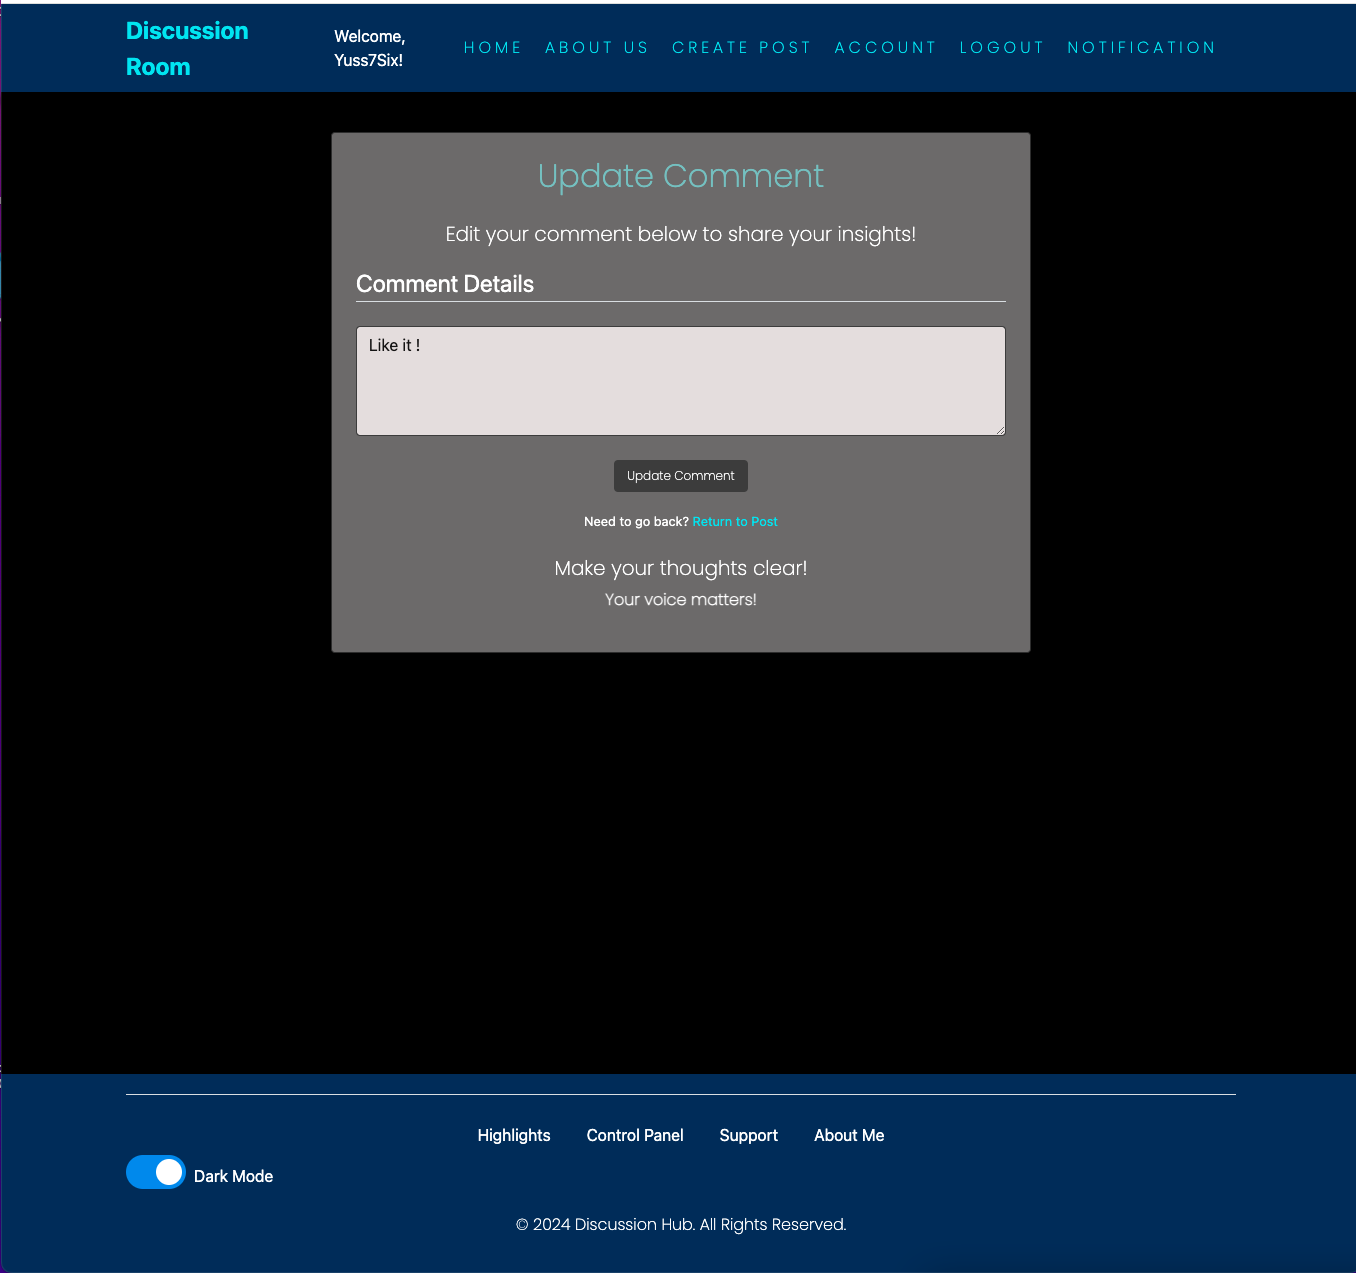 Discussion
Room
Welcome,
Yuss7Six!
HOME ABOUT US CREATE POST ACCOUNT LOGOUT NOTIFICATION
Update Comment
Edit your comment below to share your insights!
Comment Details
Like it !
Update Comment
Need to go back? Return to Post
Make your thoughts clear!
Your voice matters!
Highlights Control Panel Support About Me
Dark Mode
© 2024 Discussion Hub. All Rights Reserved.